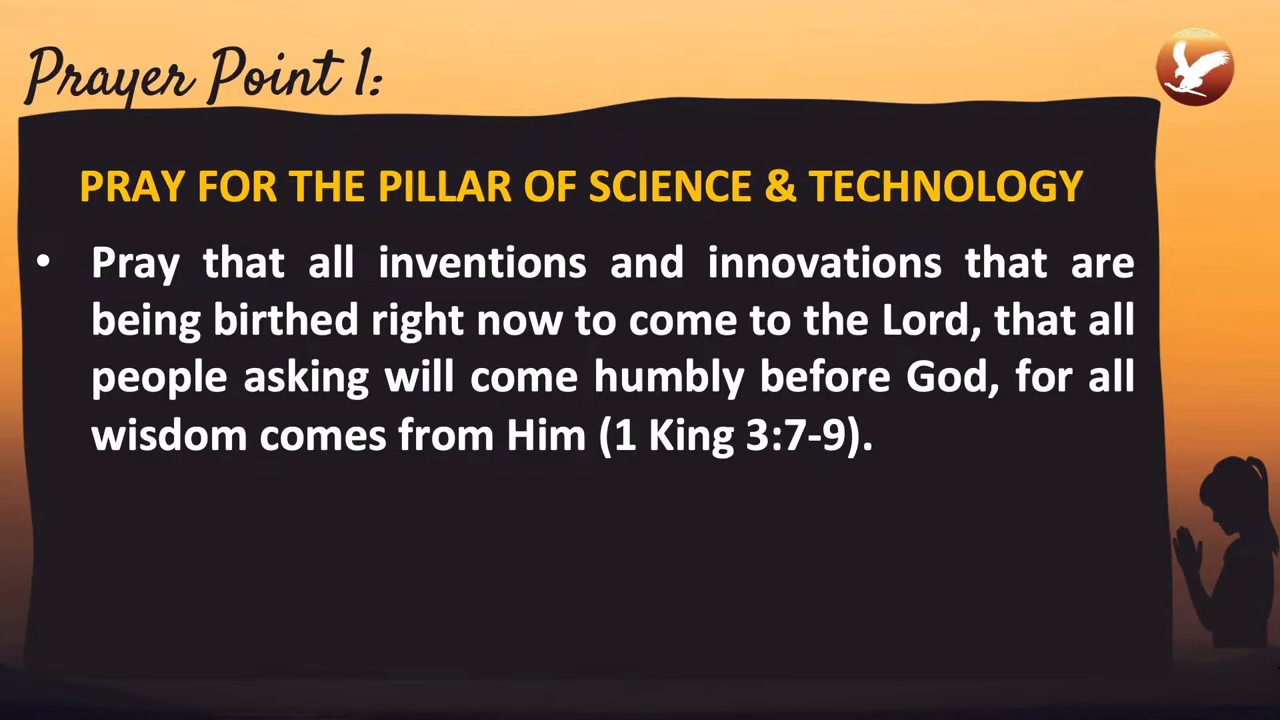 Prayer Point 1:
PRAY FOR THE PILLAR OF SCIENCE & TECHNOLOGY
• Pray that all inventions and innovations that are
being birthed right now to come to the Lord, that all
people asking will come humbly before God, for all
wisdom comes from Him (1 King 3:7-9).